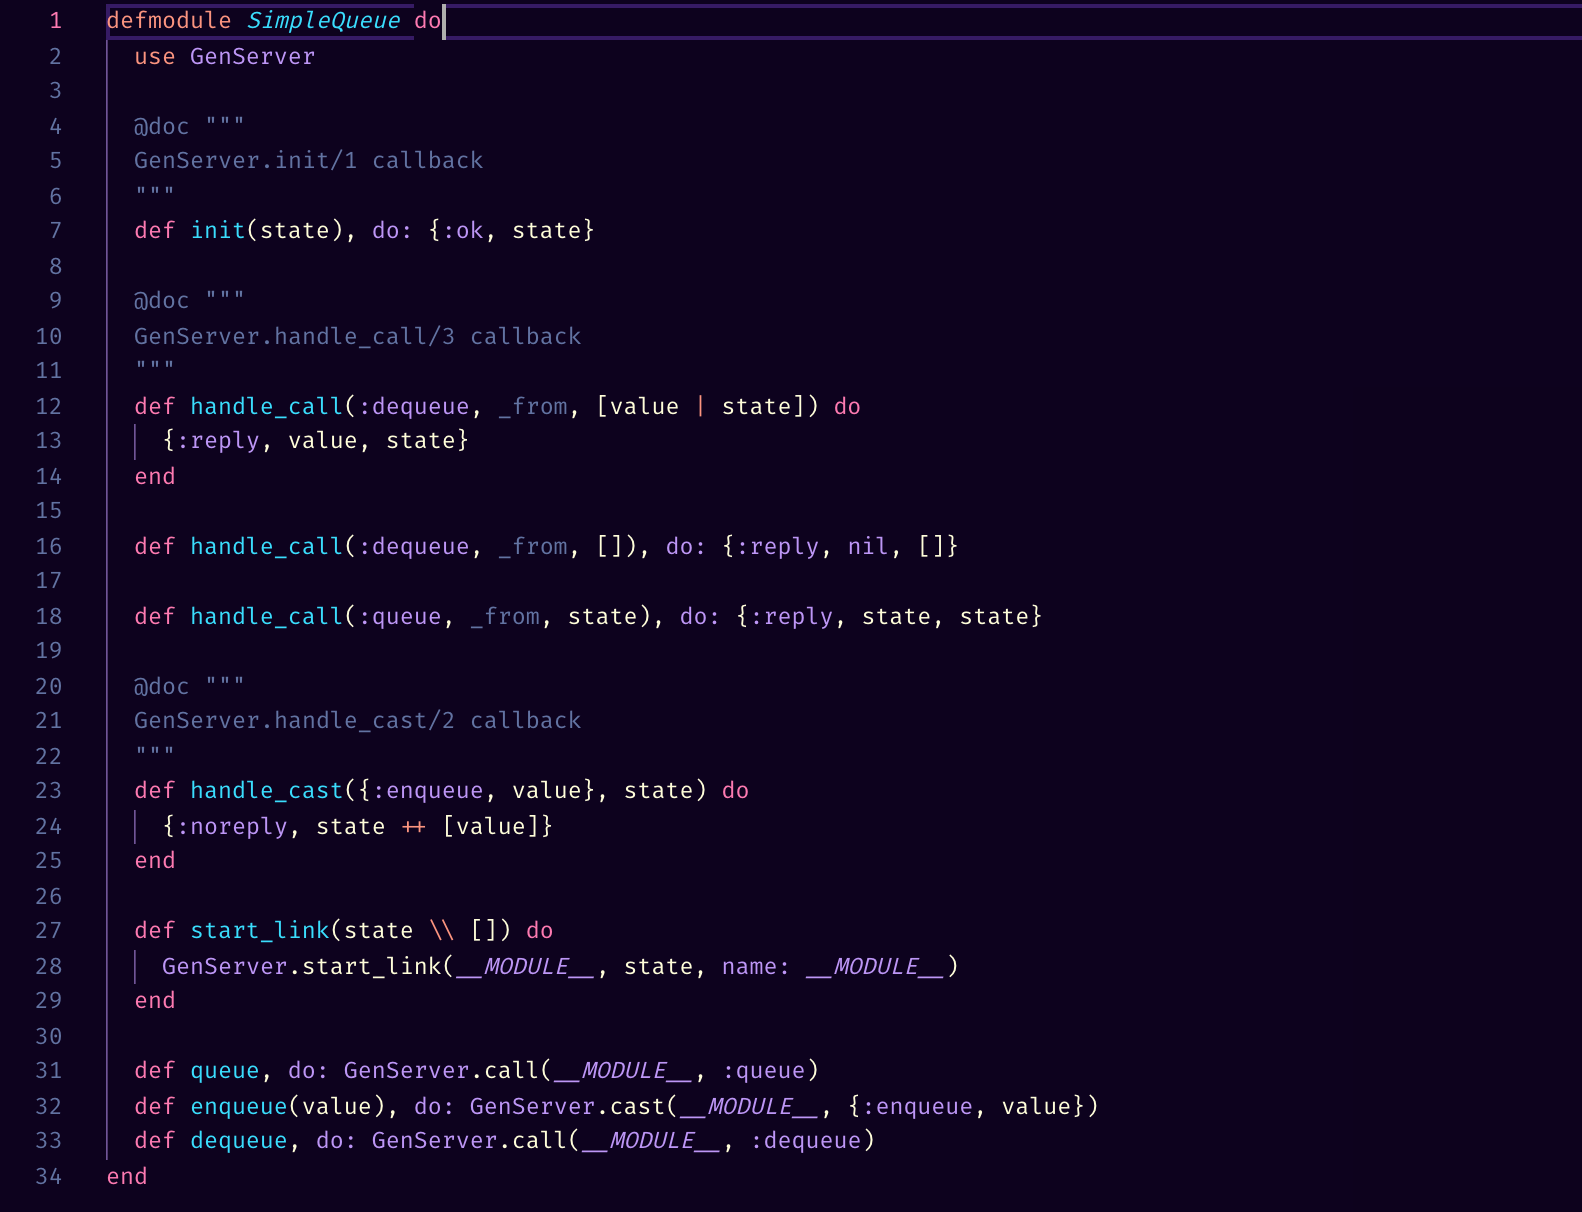 1 defmodule SimpleQueue do
2   use GenServer
3
4   @doc """
5   GenServer.init/1 callback
6   """
7   def init(state), do: {:ok, state}
8
9   @doc """
10   GenServer.handle_call/3 callback
11   """
12   def handle_call(:dequeue, _from, [value | state]) do
13     {:reply, value, state}
14   end
15
16   def handle_call(:dequeue, _from, []), do: {:reply, nil, []}
17
18   def handle_call(:queue, _from, state), do: {:reply, state, state}
19
20   @doc """
21   GenServer.handle_cast/2 callback
22   """
23   def handle_cast({:enqueue, value}, state) do
24     {:noreply, state ++ [value]}
25   end
26
27   def start_link(state \\ []) do
28     GenServer.start_link(__MODULE__, state, name: __MODULE__)
29   end
30
31   def queue, do: GenServer.call(__MODULE__, :queue)
32   def enqueue(value), do: GenServer.cast(__MODULE__, {:enqueue, value})
33   def dequeue, do: GenServer.call(__MODULE__, :dequeue)
34 end